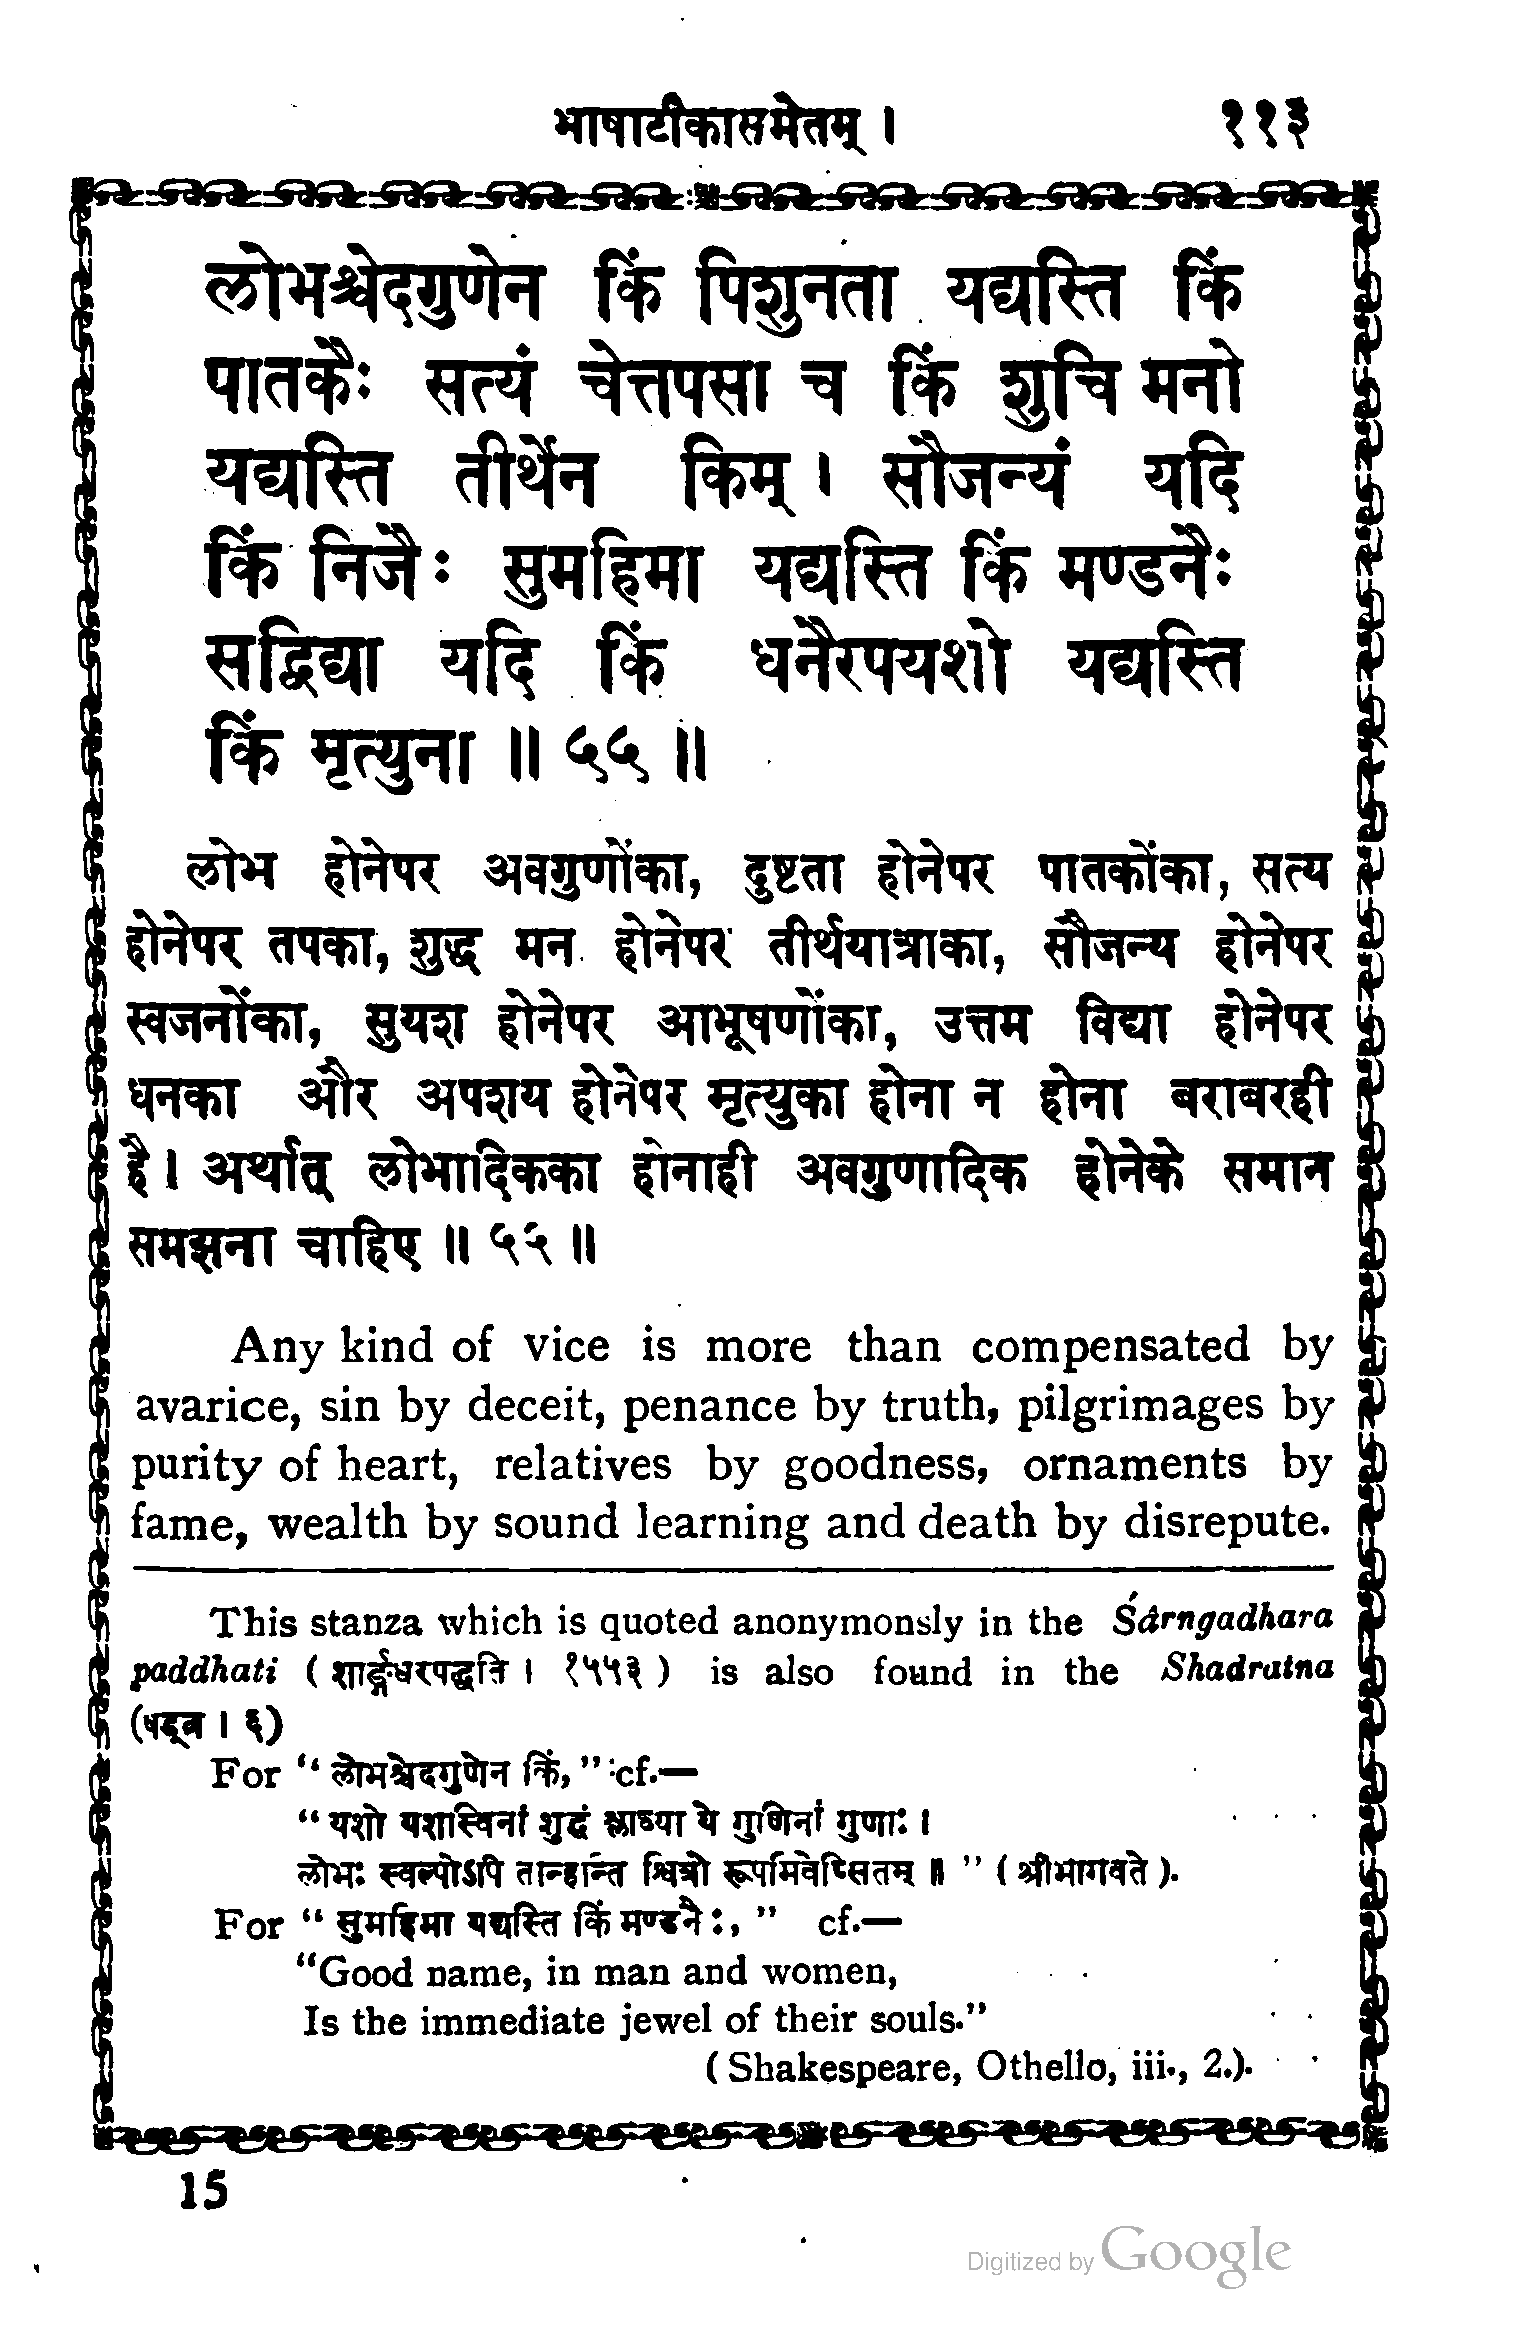 भाषाटीकासमेतम् । ११३
लोभश्चेदगुणेन किं पिशुनता यद्यस्ति किं
पातकैः सत्यं चेत्तपसा च किं शुचि मनो
यद्यस्ति तीर्थेन किम् । सौजन्यं यदि
किं निजैः सुमहिमा यद्यस्ति किं मण्डनैः
सद्विद्या यदि किं धनैरपयशो यद्यस्ति
किं मृत्युना ॥ ५५ ॥
लोभ होनेपर अवगुणोंका, दुष्टता होनेपर पातकोंका, सत्य
होनेपर तपका, शुद्ध मन होनेपर तीर्थयात्राका, सौजन्य होनेपर
स्वजनोंका, सुयश होनेपर आभूषणोंका, उत्तम विद्या होनेपर
धनका और अपशय होनेपर मृत्युका होना न होना बराबरही
है । अर्थात् लोभादिकका होनाही अवगुणादिक होनेके समान
समझना चाहिए ॥ ५५ ॥
Any kind of vice is more than compensated by
avarice, sin by deceit, penance by truth, pilgrimages by
purity of heart, relatives by goodness, ornaments by
fame, wealth by sound learning and death by disrepute.
This stanza which is quoted anonymonsly in the Śârngadhara
paddhati ( शार्ङ्गधरपद्धति । १५५३ ) is also found in the Shadratna
(षड्रत्न । ६)
For “ लोभश्चेदगुणेन किं, ” cf.—
“ यशो यशास्विनां शुद्धं श्लाघ्या ये गुणिनां गुणाः ।
लोभः स्वल्पोऽपि तान्हान्ति श्वित्रो रूपमिवेप्सितम् ॥ ” ( श्रीभागवते ).
For “ सुमहिमा यद्यस्ति किं मण्डनैः, ” cf.—
“Good name, in man and women,
Is the immediate jewel of their souls.”
( Shakespeare, Othello, iii., 2.).
15
Digitized by Google